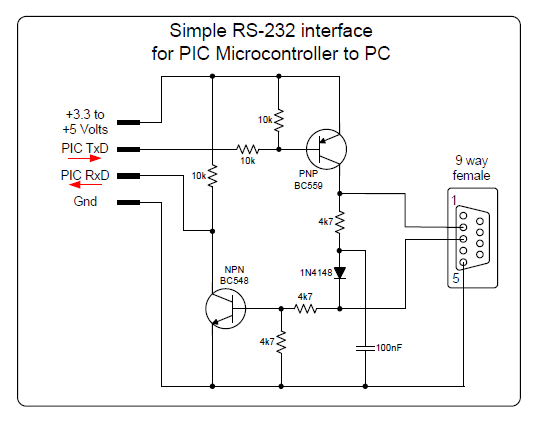 Simple RS-232 interface
for PIC Microcontroller to PC
+3.3 to
+5 Volts
PIC TxD
PIC RxD
Gnd
10k
10k
10k
PNP
BC559
9 way
female
1
5
4k7
1N4148
NPN
BC548
4k7
4k7
100nF